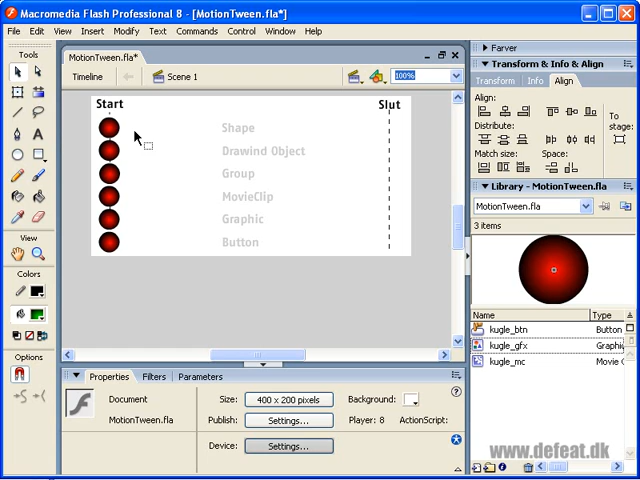 Macromedia Flash Professional 8 - [MotionTween.fla*]
File Edit View Insert Modify Text Commands Control Window Help
Tools
View
Colors
Options
MotionTween.fla*
Timeline
Scene 1
100%
Start
Slut
Shape
Drawind Object
Group
MovieClip
Graphic
Button
Properties Filters Parameters
Document
MotionTween.fla
Size:
400 x 200 pixels
Background:
Publish:
Settings...
Player: 8
ActionScript:
Device:
Settings...
Farver
Transform & Info & Align
Transform Info Align
Align:
Distribute:
Match size:
Space:
To
stage:
Library - MotionTween.fla
MotionTween.fla
3 items
Name
Type
kugle_btn
Button
kugle_gfx
Graphic
kugle_mc
Movie C
www.defeat.dk